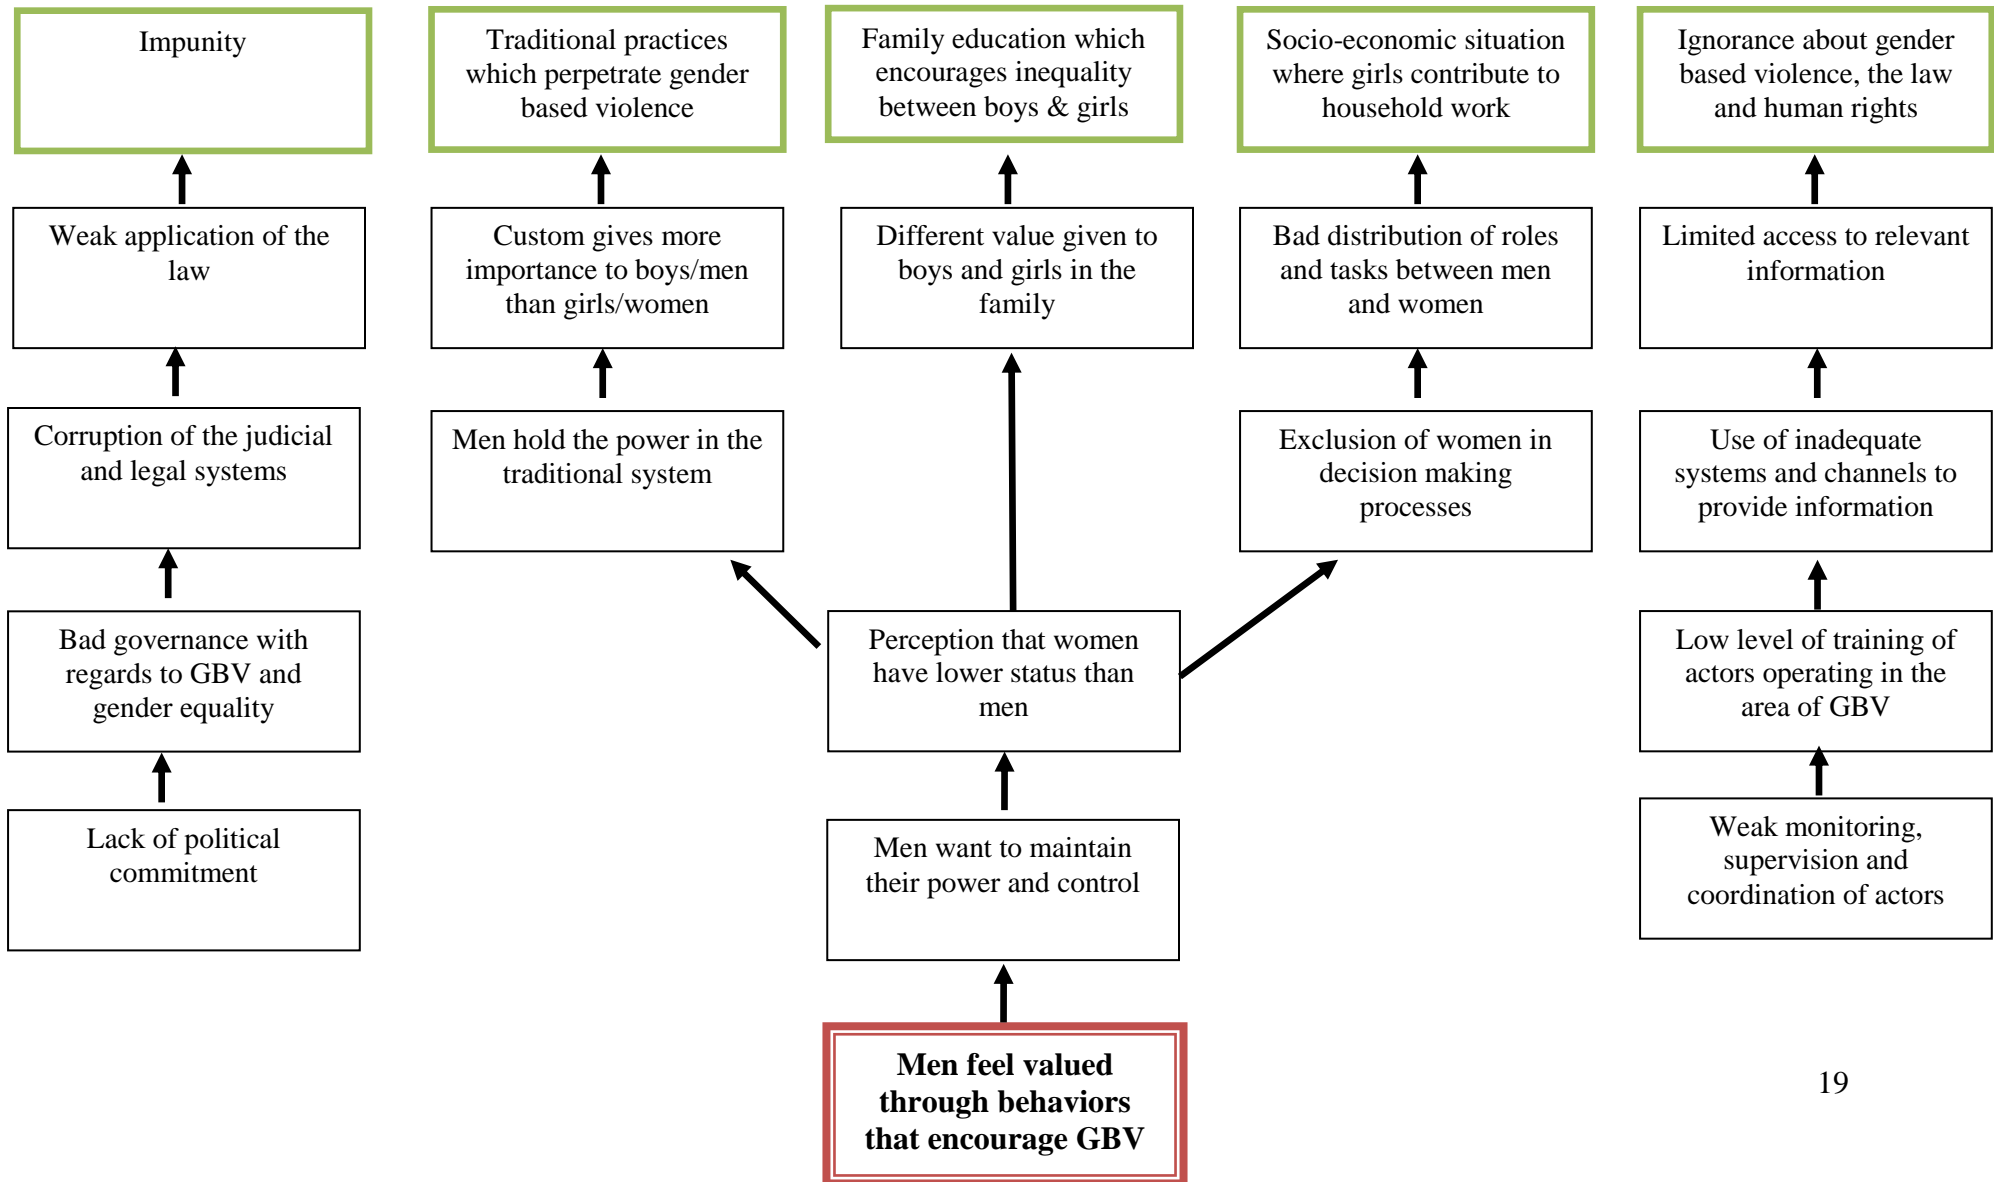 Impunity
Traditional practices
which perpetrate gender
based violence
Family education which
encourages inequality
between boys & girls
Socio-economic situation
where girls contribute to
household work
Ignorance about gender
based violence, the law
and human rights
Weak application of the
law
Custom gives more
importance to boys/men
than girls/women
Different value given to
boys and girls in the
family
Bad distribution of roles
and tasks between men
and women
Limited access to relevant
information
Corruption of the judicial
and legal systems
Men hold the power in the
traditional system
Exclusion of women in
decision making
processes
Use of inadequate
systems and channels to
provide information
Bad governance with
regards to GBV and
gender equality
Perception that women
have lower status than
men
Low level of training of
actors operating in the
area of GBV
Lack of political
commitment
Men want to maintain
their power and control
Weak monitoring,
supervision and
coordination of actors
Men feel valued
through behaviors
that encourage GBV
19